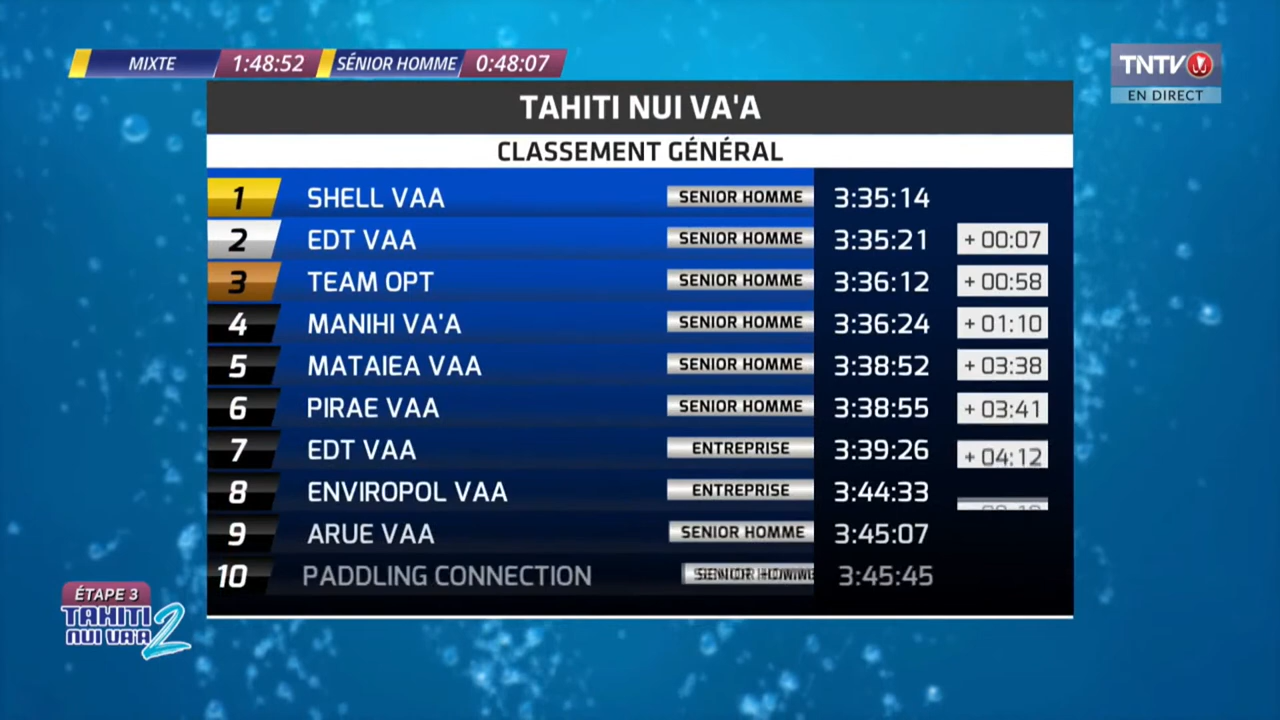 MIXTE 1:48:52 SÉNIOR HOMME 0:48:07
TNTV
EN DIRECT
TAHITI NUI VA'A
CLASSEMENT GÉNÉRAL
1 SHELL VAA SENIOR HOMME 3:35:14
2 EDT VAA SENIOR HOMME 3:35:21 + 00:07
3 TEAM OPT SENIOR HOMME 3:36:12 + 00:58
4 MANIHI VA'A SENIOR HOMME 3:36:24 + 01:10
5 MATAIEA VAA SENIOR HOMME 3:38:52 + 03:38
6 PIRAE VAA SENIOR HOMME 3:38:55 + 03:41
7 EDT VAA ENTREPRISE 3:39:26 + 04:12
8 ENVIROPOL VAA ENTREPRISE 3:44:33
9 ARUE VAA SENIOR HOMME 3:45:07
10 PADDLING CONNECTION 3:45:45
ÉTAPE 3
TAHITI
NUI VA'A 2